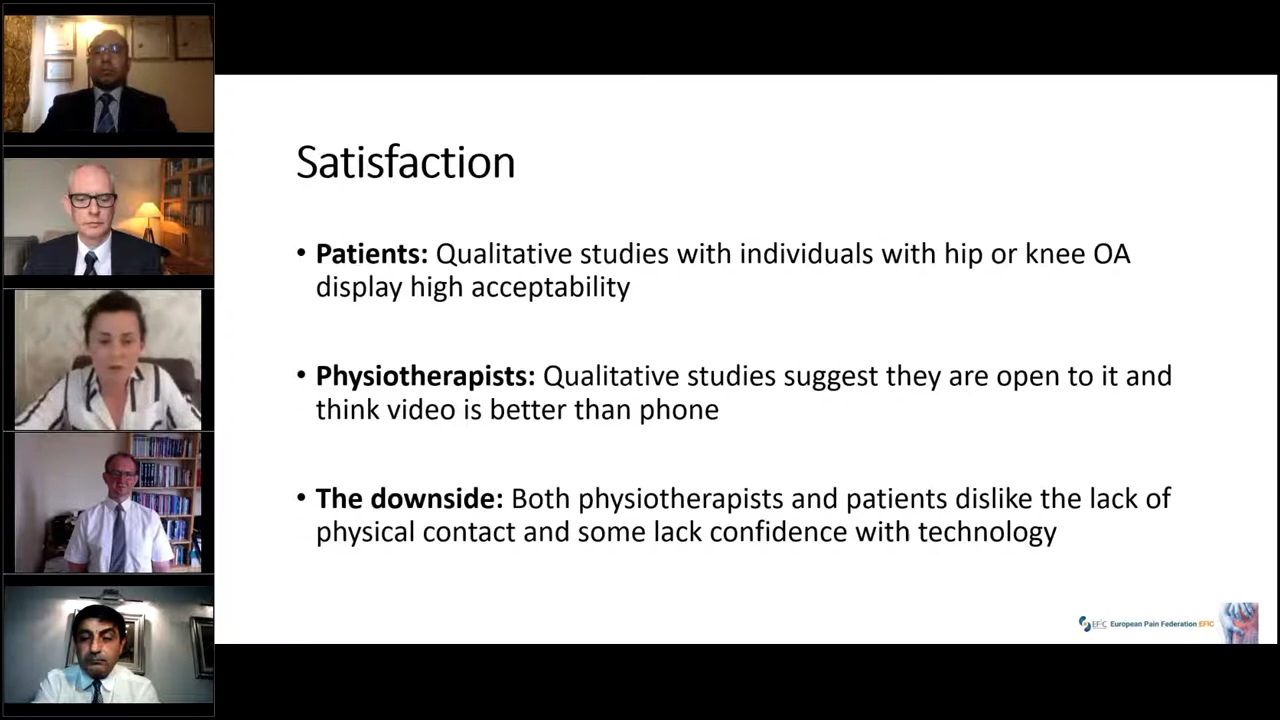 Satisfaction
• Patients: Qualitative studies with individuals with hip or knee OA
display high acceptability
• Physiotherapists: Qualitative studies suggest they are open to it and
think video is better than phone
• The downside: Both physiotherapists and patients dislike the lack of
physical contact and some lack confidence with technology
EFIC European Pain Federation EFIC